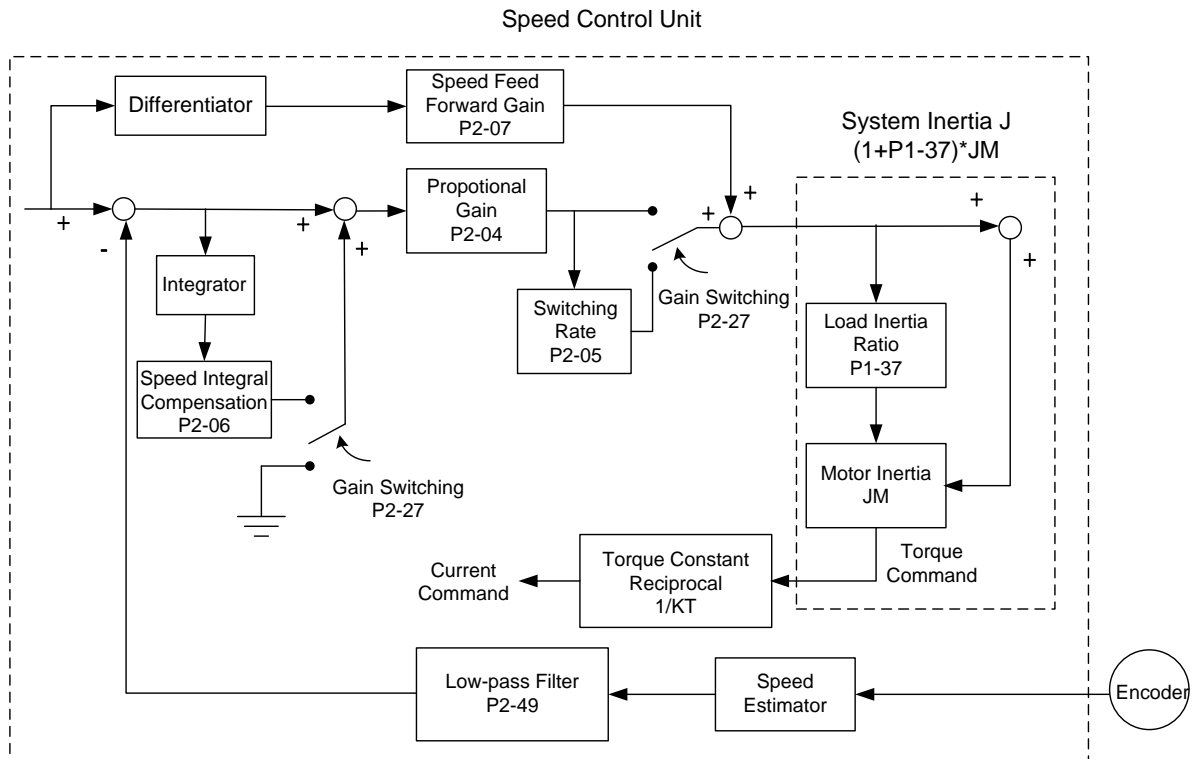 Speed Control Unit
Differentiator
Speed Feed
Forward Gain
P2-07
System Inertia J
(1+P1-37)*JM
+
-
+
+
Propotional
Gain
P2-04
+
+
+
+
Integrator
Switching
Rate
P2-05
Gain Switching
P2-27
Load Inertia
Ratio
P1-37
Speed Integral
Compensation
P2-06
Gain Switching
P2-27
Motor Inertia
JM
Current
Command
Torque Constant
Reciprocal
1/KT
Torque
Command
Low-pass Filter
P2-49
Speed
Estimator
Encoder